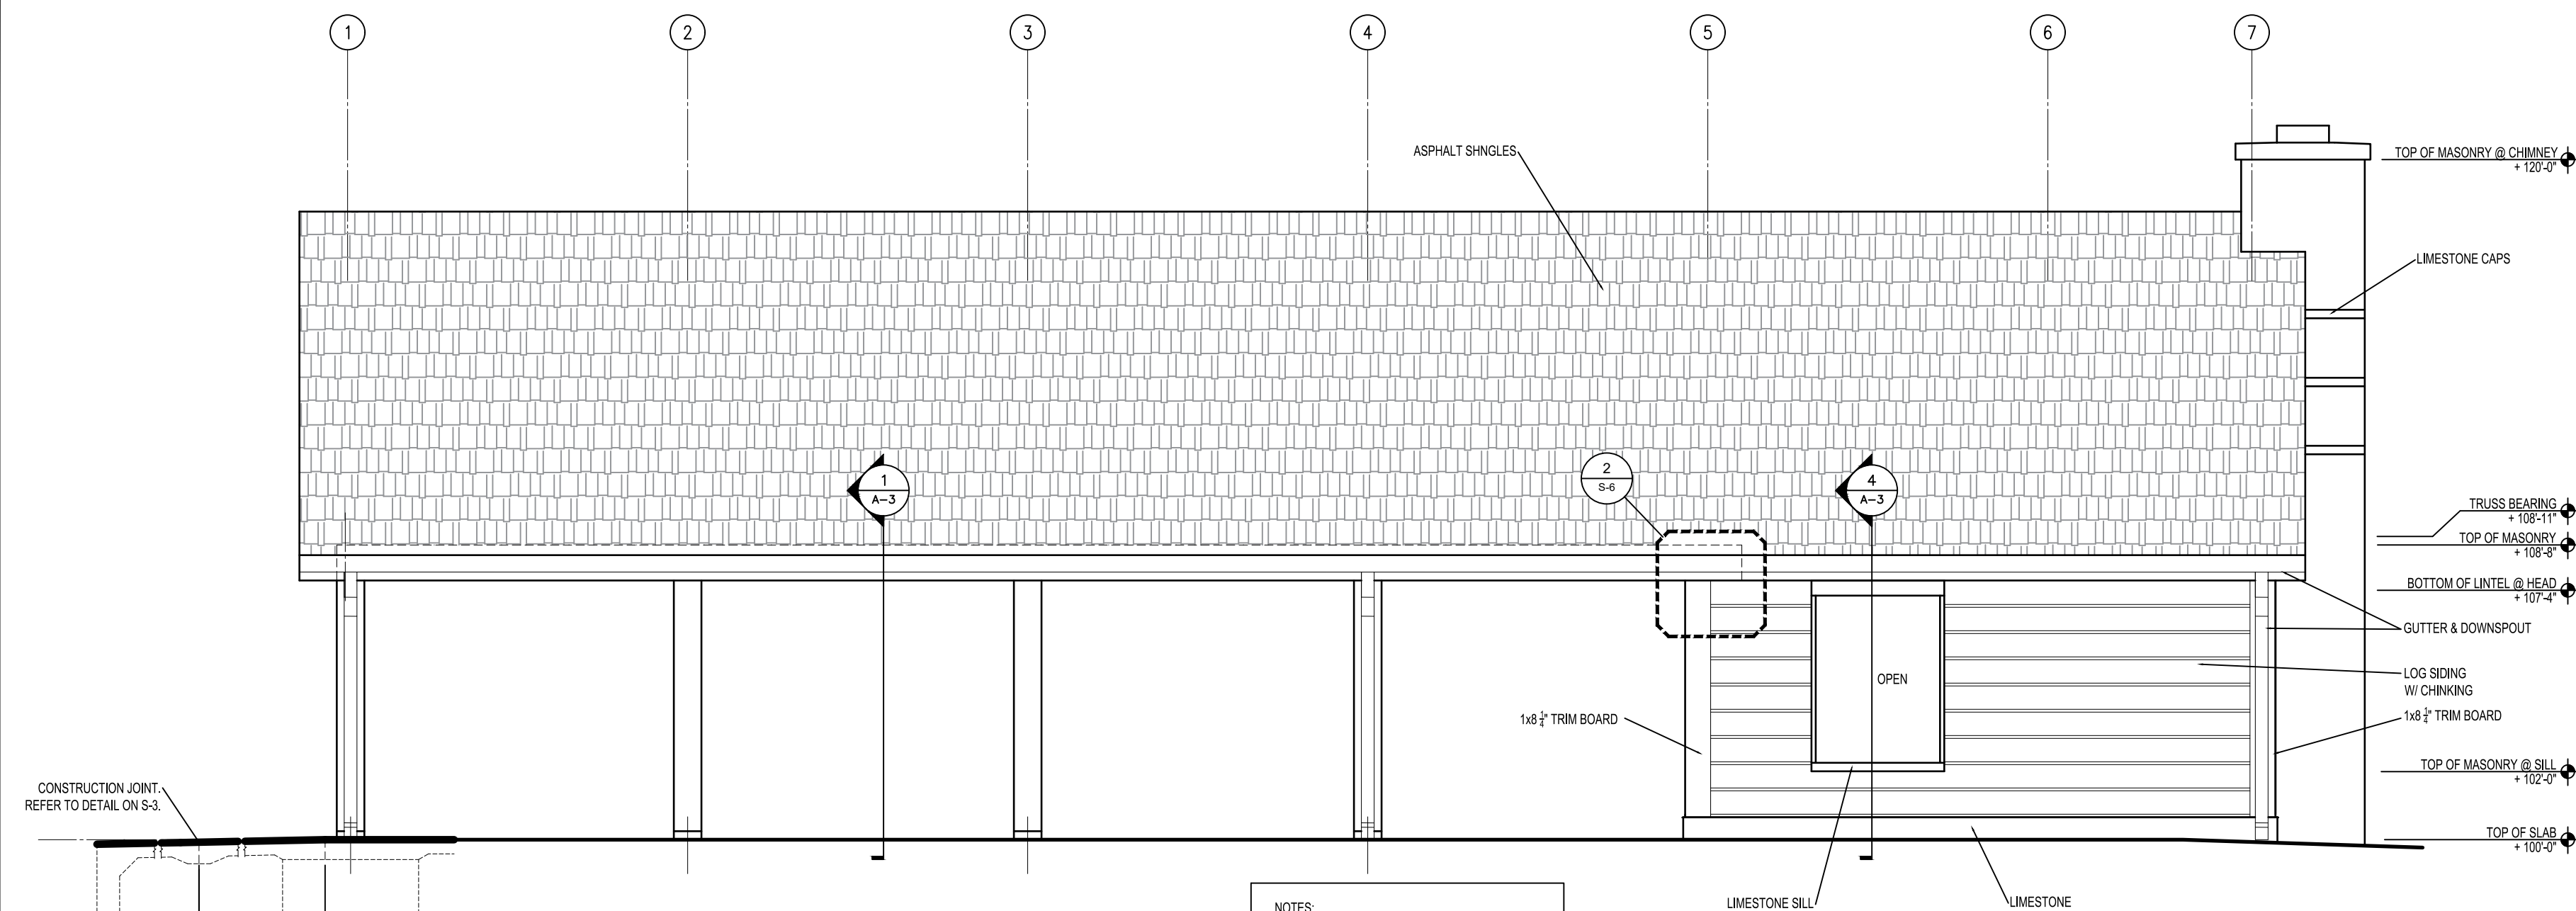 1
2
3
4
5
6
7
ASPHALT SHNGLES
TOP OF MASONRY @ CHIMNEY
+ 120'-0"
LIMESTONE CAPS
1
A-3
2
S-6
4
A-3
TRUSS BEARING
+ 108'-11"
TOP OF MASONRY
+ 108'-8"
BOTTOM OF LINTEL @ HEAD
+ 107'-4"
GUTTER & DOWNSPOUT
LOG SIDING
W/ CHINKING
OPEN
1x8 1/4" TRIM BOARD
1x8 1/4" TRIM BOARD
TOP OF MASONRY @ SILL
+ 102'-0"
CONSTRUCTION JOINT.
REFER TO DETAIL ON S-3.
TOP OF SLAB
+ 100'-0"
NOTES:
LIMESTONE SILL
LIMESTONE